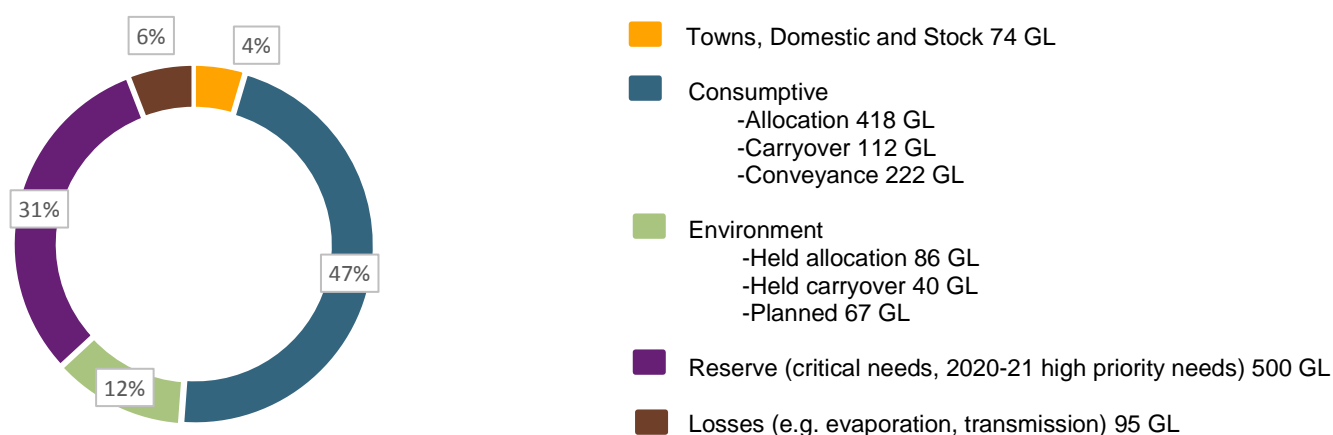 6%
4%
31%
47%
12%
Towns, Domestic and Stock 74 GL
Consumptive
-Allocation 418 GL
-Carryover 112 GL
-Conveyance 222 GL
Environment
-Held allocation 86 GL
-Held carryover 40 GL
-Planned 67 GL
Reserve (critical needs, 2020-21 high priority needs) 500 GL
Losses (e.g. evaporation, transmission) 95 GL